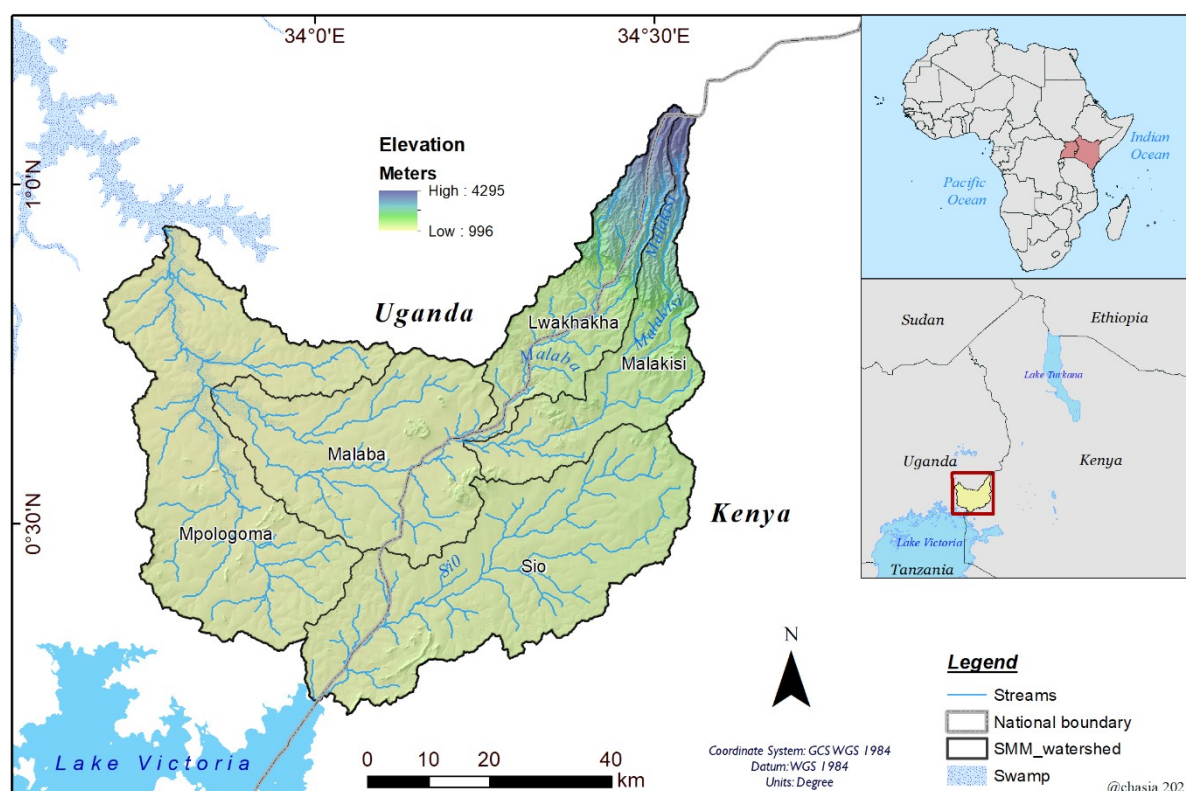 34°0'E
34°30'E
1°0'N
0°30'N
Elevation
Meters
High : 4295
Low : 996
Uganda
Kenya
Lwakhakha
Malaba
Malakisi
Malakisi
Malakisi
Malaba
Mpologoma
Sio
Sio
Lake Victoria
0
10
20
40
km
N
Coordinate System: GCS WGS 1984
Datum: WGS 1984
Units: Degree
Indian
Ocean
Pacific
Ocean
Sudan
Ethiopia
Lake Turkana
Uganda
Kenya
Lake Victoria
Tanzania
Legend
Streams
National boundary
SMM_watershed
Swamp
@chasia 202